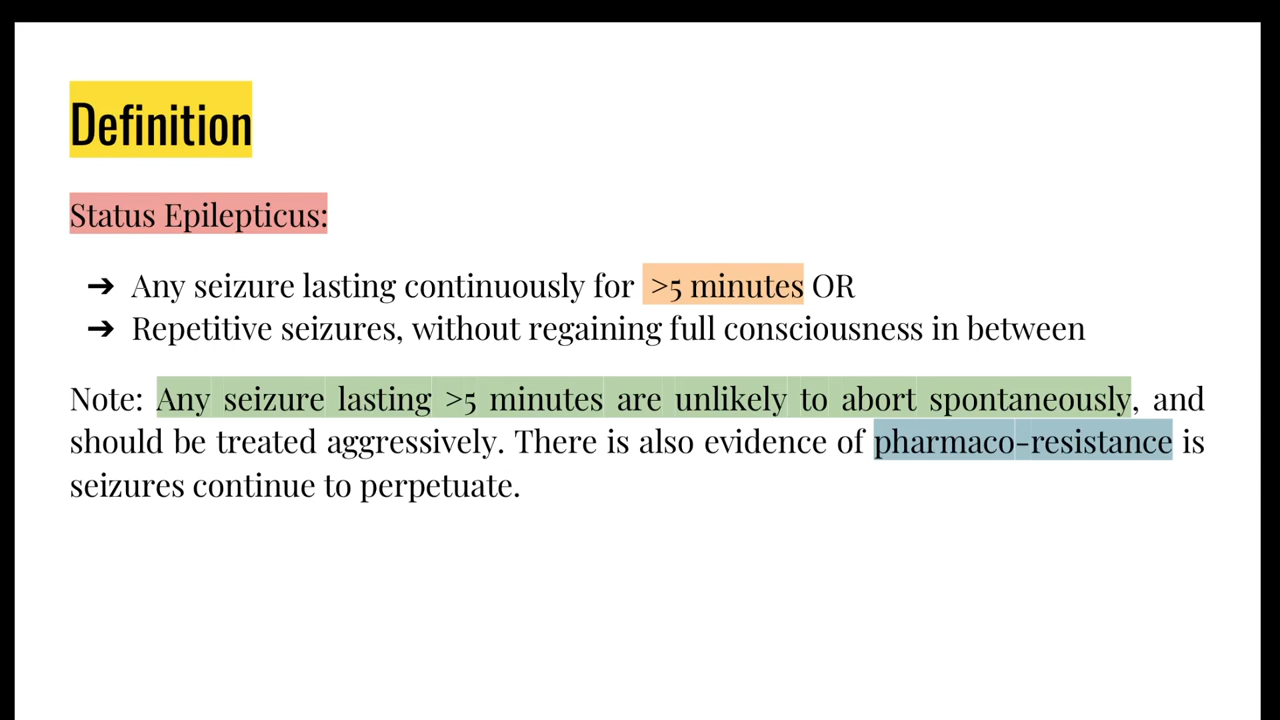 Definition
Status Epilepticus:
➔ Any seizure lasting continuously for >5 minutes OR
➔ Repetitive seizures, without regaining full consciousness in between
Note: Any seizure lasting >5 minutes are unlikely to abort spontaneously, and
should be treated aggressively. There is also evidence of pharmaco-resistance is
seizures continue to perpetuate.